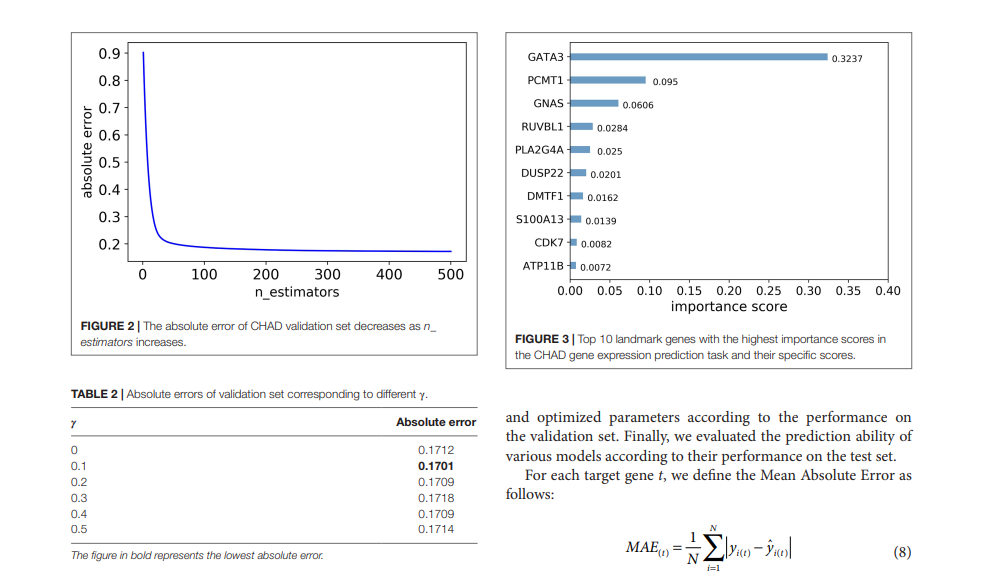 0.9
0.8
0.7
0.6
0.5
0.4
0.3
0.2
absolute error
0 100 200 300 400 500
n_estimators
FIGURE 2 | The absolute error of CHAD validation set decreases as n_
estimators increases.
TABLE 2 | Absolute errors of validation set corresponding to different γ.
γ Absolute error
0 0.1712
0.1 0.1701
0.2 0.1709
0.3 0.1718
0.4 0.1709
0.5 0.1714
The figure in bold represents the lowest absolute error.
GATA3 0.3237
PCMT1 0.095
GNAS 0.0606
RUVBL1 0.0284
PLA2G4A 0.025
DUSP22 0.0201
DMTF1 0.0162
S100A13 0.0139
CDK7 0.0082
ATP11B 0.0072
0.00 0.05 0.10 0.15 0.20 0.25 0.30 0.35 0.40
importance score
FIGURE 3 | Top 10 landmark genes with the highest importance scores in
the CHAD gene expression prediction task and their specific scores.
and optimized parameters according to the performance on
the validation set. Finally, we evaluated the prediction ability of
various models according to their performance on the test set.
For each target gene t, we define the Mean Absolute Error as
follows:
MAE(t) = 1/N ∑ i=1 N |yi(t) − ŷi(t)| (8)